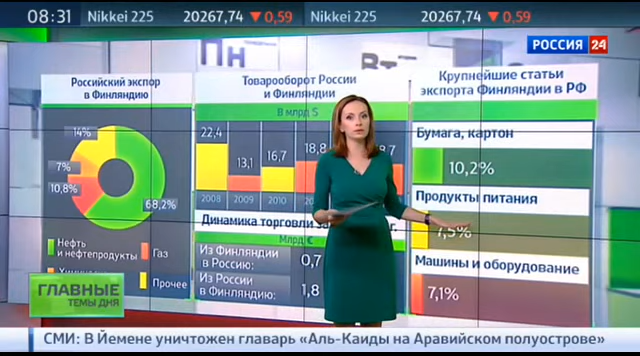 08:31 Nikkei 225 20267,74 ▼ 0,59 Nikkei 225 20267,74 ▼ 0,59
Пн
Вт
РОССИЯ 24
Российский экспорт
в Финляндию
14%
7%
10,8%
68,2%
Нефть
и нефтепродукты
Газ
Прочее
Товарооборот России
и Финляндии
В млрд $
22,4
13,1
16,7
18,8
2008
2009
2010
Динамика торговли
Млрд €
Из Финляндии
в Россию:
0,7
Из России
в Финляндию:
1,8
Крупнейшие статьи
экспорта Финляндии в РФ
Бумага, картон
10,2%
Продукты питания
7,5%
Машины и оборудование
7,1%
ГЛАВНЫЕ
ТЕМЫ ДНЯ
СМИ: В Йемене уничтожен главарь «Аль-Каиды на Аравийском полуострове»